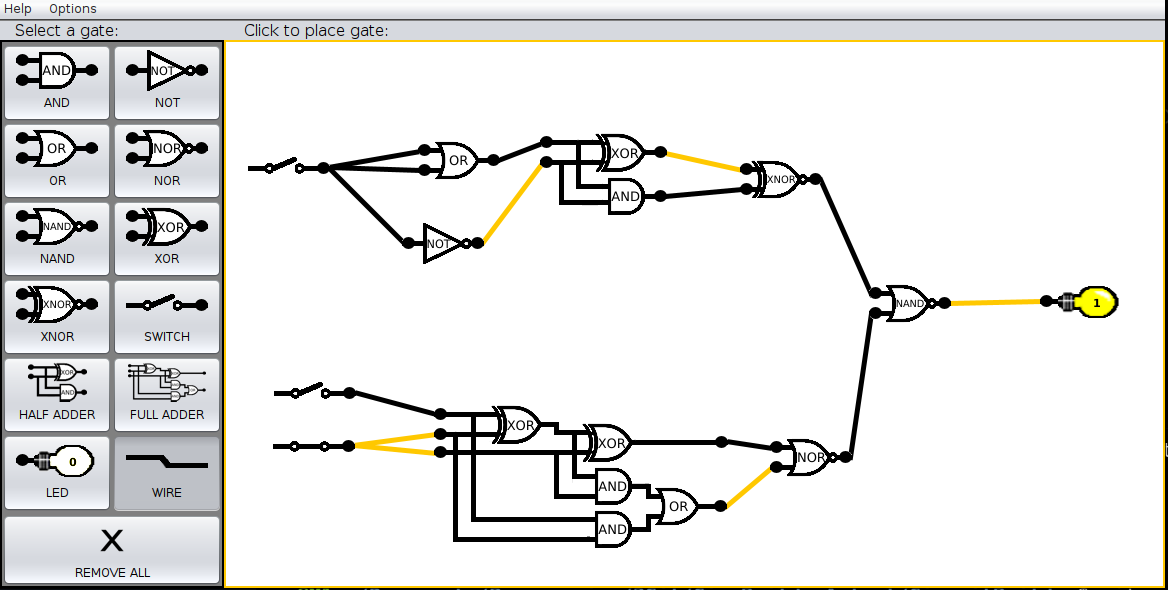 Help Options
Select a gate: Click to place gate:
AND
AND
NOT
NOT
OR
OR
NOR
NOR
NAND
NAND
XOR
XOR
XNOR
XNOR
SWITCH
XOR
AND
HALF ADDER
FULL ADDER
0
LED
WIRE
X
REMOVE ALL
OR
XOR
AND
NOT
XNOR
NAND
1
XOR
XOR
AND
AND
OR
NOR